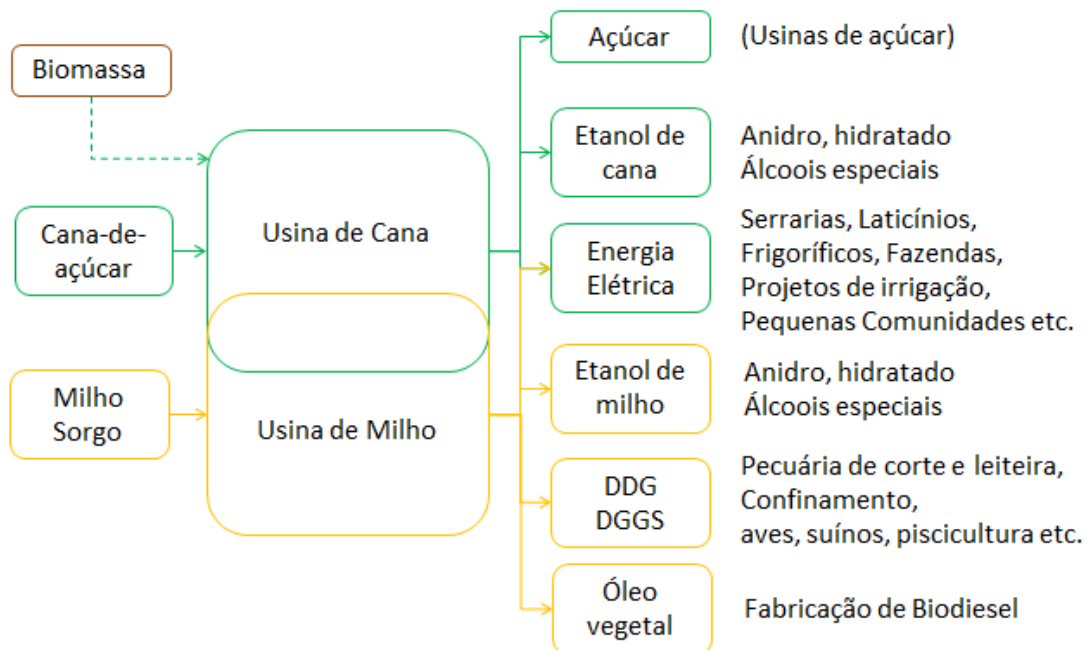 Biomassa
Cana-de-
açúcar
Milho
Sorgo
Usina de Cana
Usina de Milho
Açúcar
(Usinas de açúcar)
Etanol de
cana
Anidro, hidratado
Álcoois especiais
Energia
Elétrica
Serrarias, Laticínios,
Frigoríficos, Fazendas,
Projetos de irrigação,
Pequenas Comunidades etc.
Etanol de
milho
Anidro, hidratado
Álcoois especiais
DDG
DGGS
Pecuária de corte e leiteira,
Confinamento,
aves, suínos, piscicultura etc.
Óleo
vegetal
Fabricação de Biodiesel